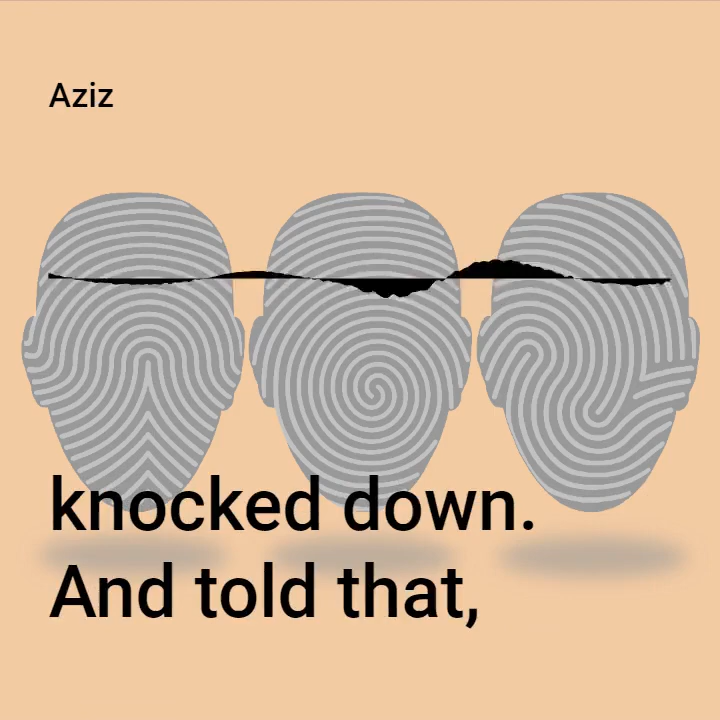 Aziz
knocked down.
And told that,